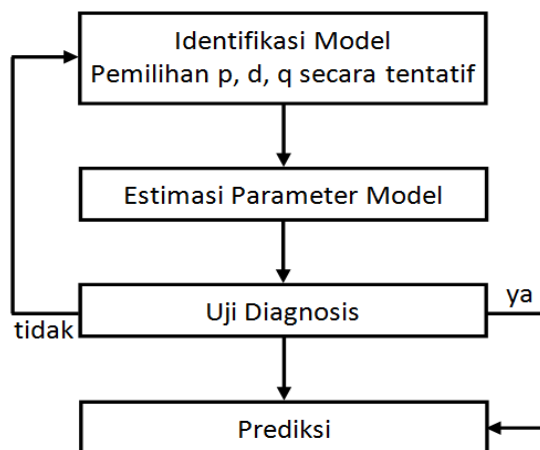 Identifikasi Model
Pemilihan p, d, q secara tentatif
Estimasi Parameter Model
Uji Diagnosis
ya
tidak
Prediksi